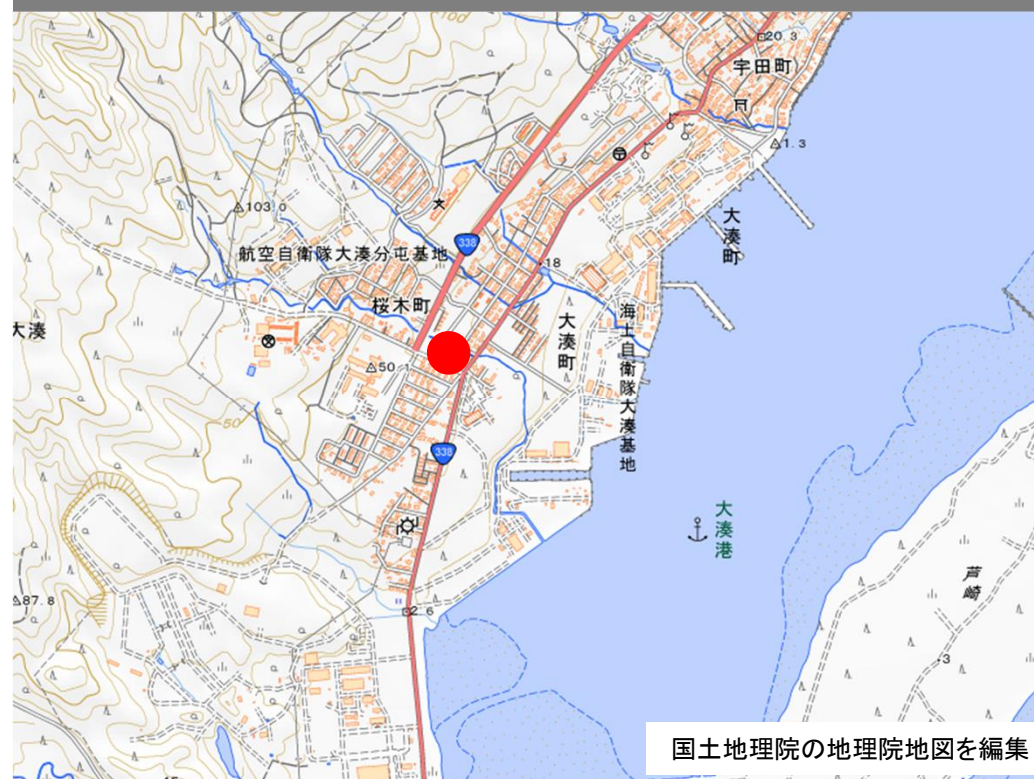 20.3
宇田町
1.3
103.0
大湊町
航空自衛隊大湊分屯基地
338
18
桜木町
大湊
大湊町
海上自衛隊大湊基地
50.1
50
338
大湊港
芦崎
87.8
2.6
3
国土地理院の地理院地図を編集